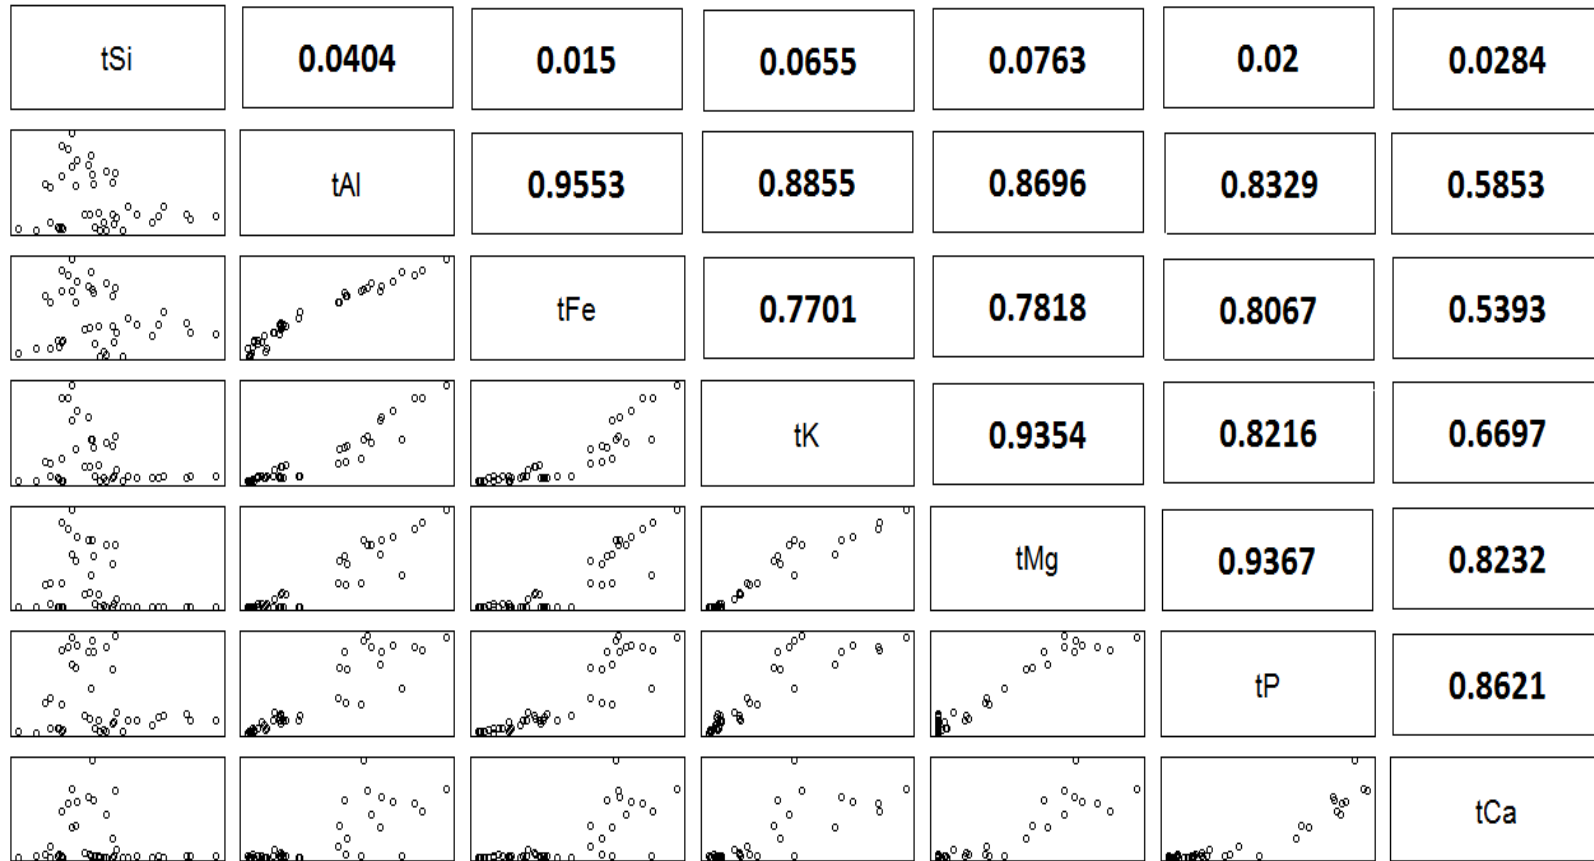 tSi 0.0404 0.015 0.0655 0.0763 0.02 0.0284
tAl 0.9553 0.8855 0.8696 0.8329 0.5853
tFe 0.7701 0.7818 0.8067 0.5393
tK 0.9354 0.8216 0.6697
tMg 0.9367 0.8232
tP 0.8621
tCa